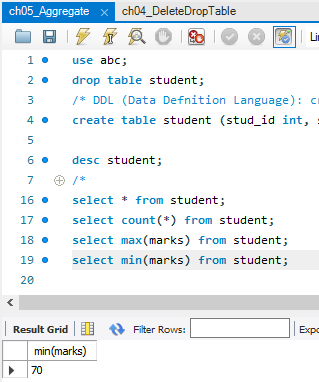 ch05_Aggregate ch04_DeleteDropTable
1 use abc;
2 drop table student;
3 /* DDL (Data Defnition Language): cr
4 create table student (stud_id int, s
5
6 desc student;
7 /*
16 select * from student;
17 select count(*) from student;
18 select max(marks) from student;
19 select min(marks) from student;
20
Result Grid Filter Rows: Expo
min(marks)
70